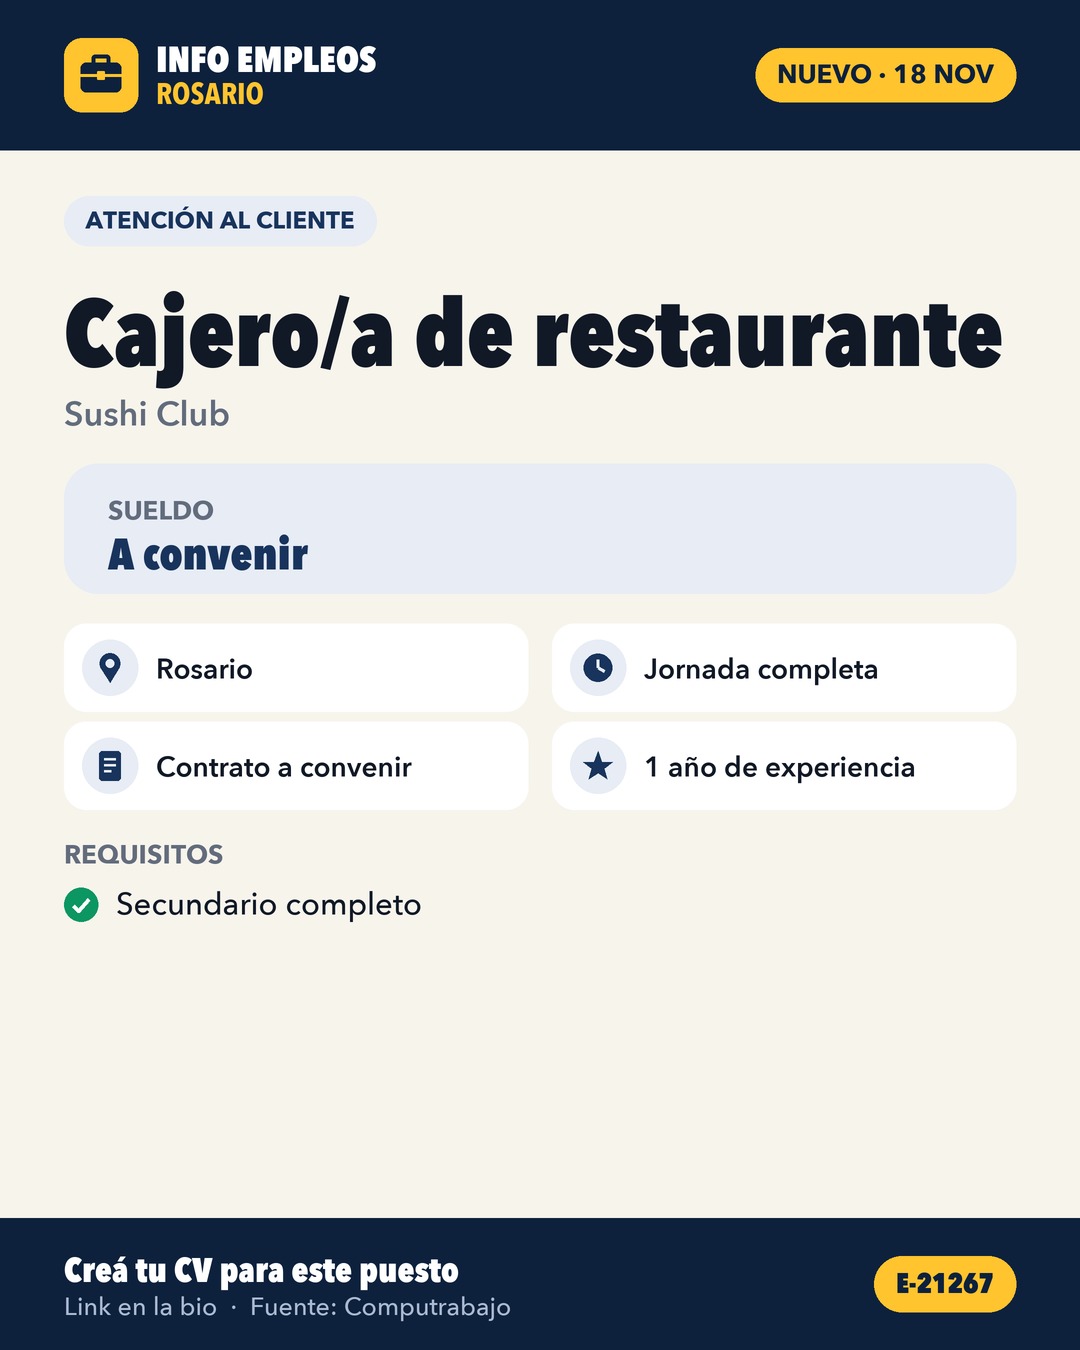 INFO EMPLEOS
ROSARIO
NUEVO · 18 NOV
ATENCIÓN AL CLIENTE
Cajero/a de restaurante
Sushi Club
SUELDO
A convenir
Rosario
Jornada completa
Contrato a convenir
1 año de experiencia
REQUISITOS
Secundario completo
Creá tu CV para este puesto
Link en la bio · Fuente: Computrabajo
E-21267